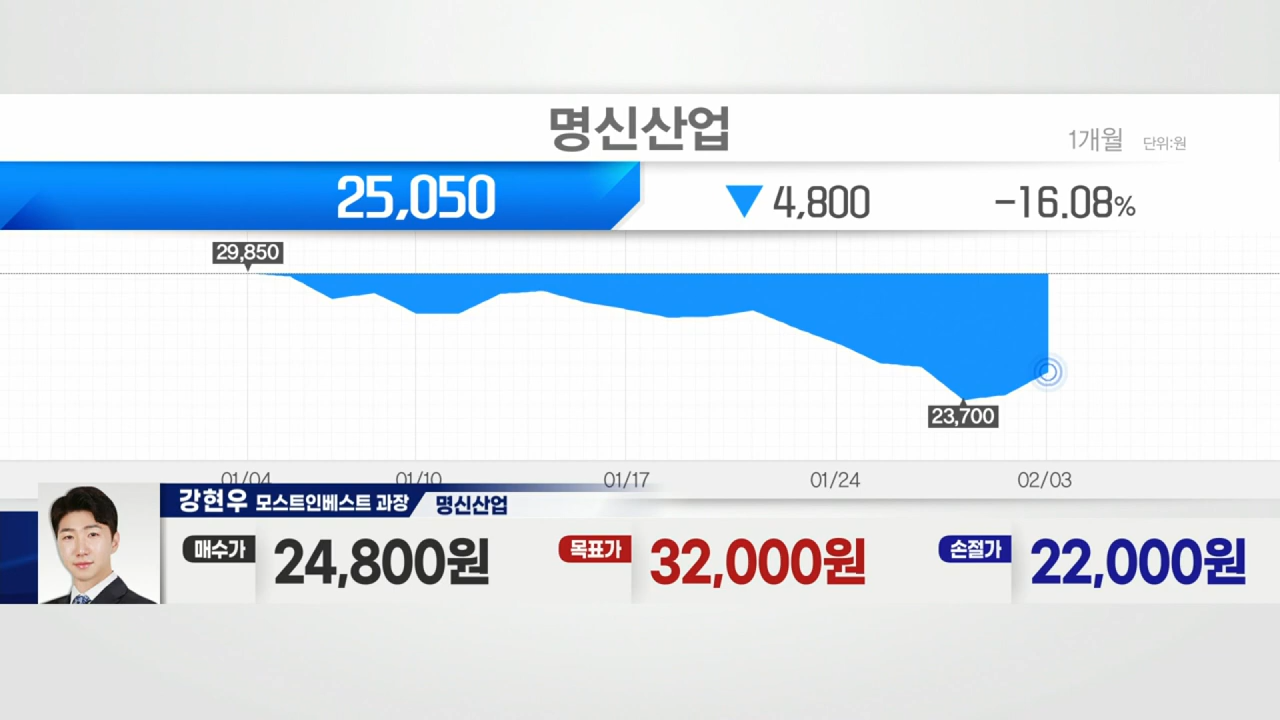 명신산업
1개월 단위:원
25,050 ▼ 4,800 -16.08%
29,850
23,700
01/04 01/10 01/17 01/24 02/03
강현우 모스트인베스트 과장 명신산업
매수가 24,800원 목표가 32,000원 손절가 22,000원